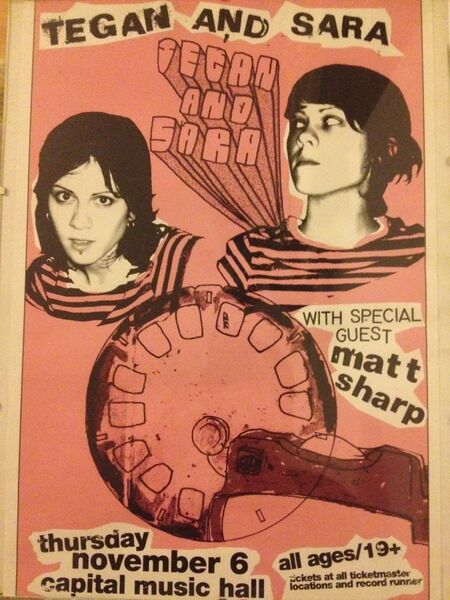 TEGAN AND SARA
TEGAN
AND
SARA
WITH SPECIAL
GUEST
matt
sharp
thursday
november 6
capital music hall
all ages/19+
tickets at all ticketmaster
locations and record runner